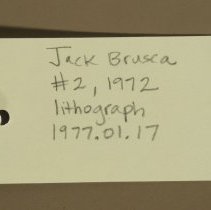 Jack Brusca
#2, 1972
lithograph
1977.01.17